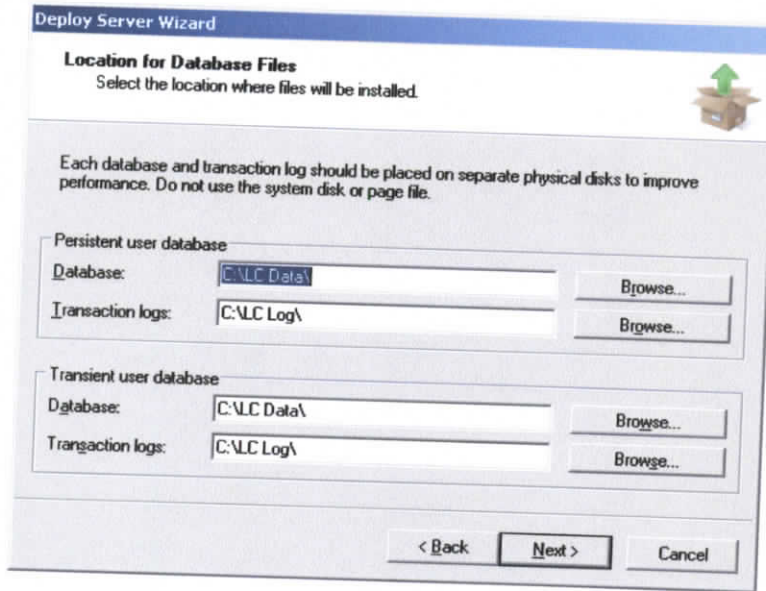 Deploy Server Wizard
Location for Database Files
Select the location where files will be installed.
Each database and transaction log should be placed on separate physical disks to improve
performance. Do not use the system disk or page file.
Persistent user database
Database: C:\LC Data\ Browse...
Transaction logs: C:\LC Log\ Browse...
Transient user database
Database: C:\LC Data\ Browse...
Transaction logs: C:\LC Log\ Browse...
< Back Next > Cancel